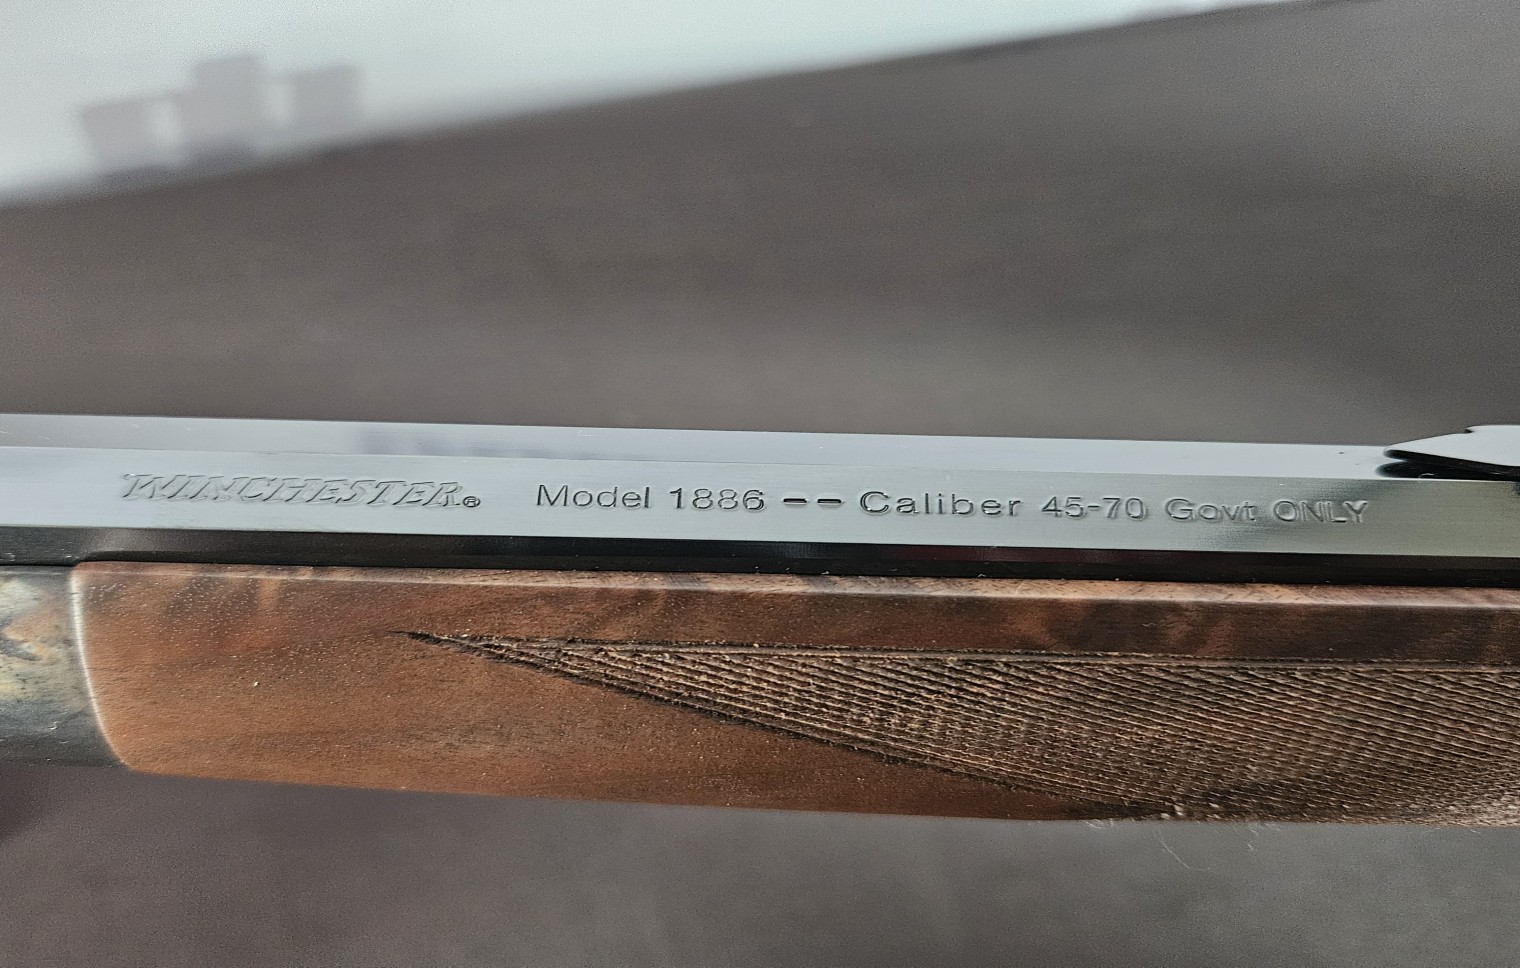 WINCHESTER® Model 1886 -- Caliber 45-70 Govt ONLY